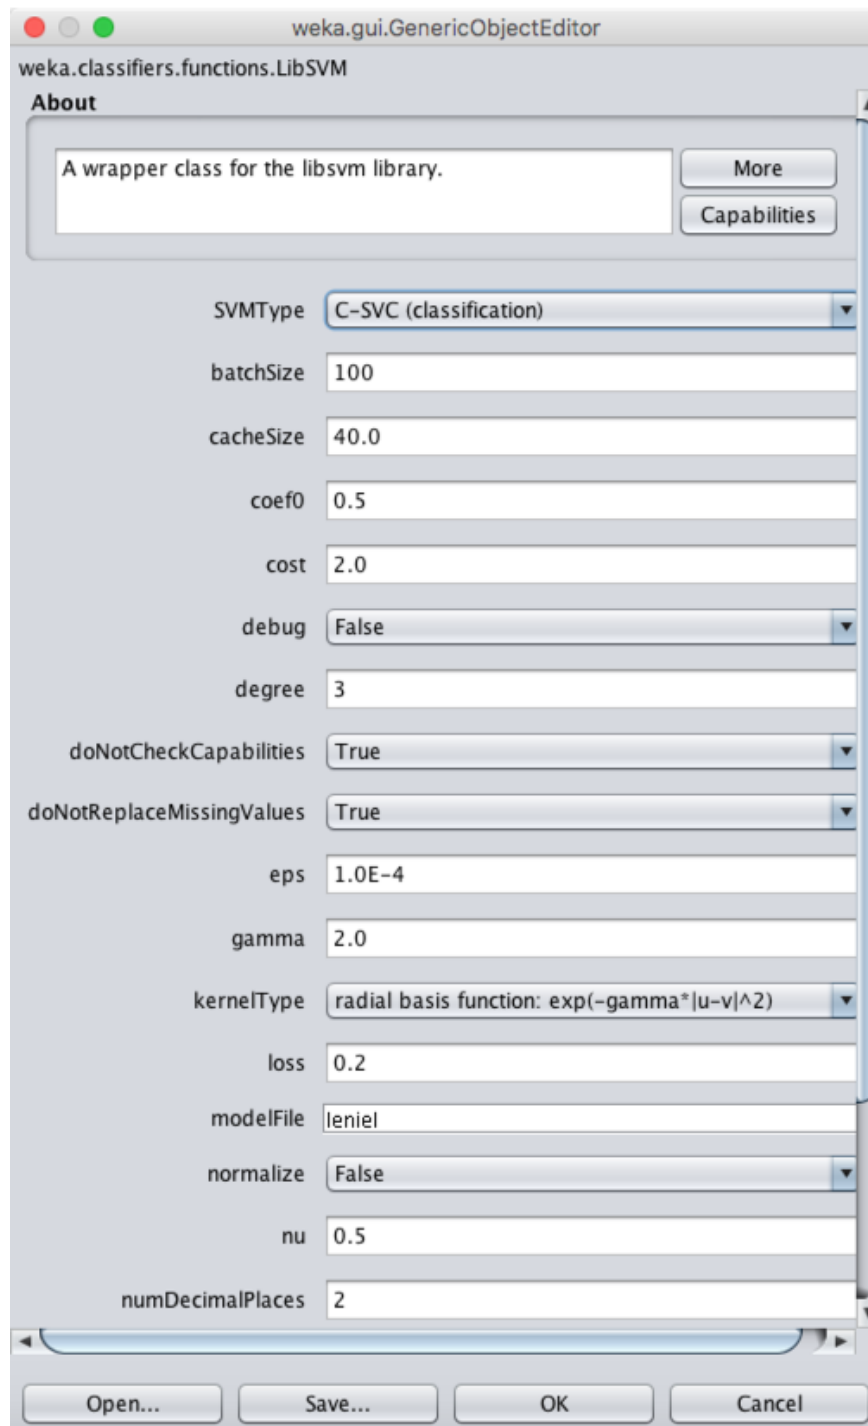 weka.gui.GenericObjectEditor
weka.classifiers.functions.LibSVM
About
A wrapper class for the libsvm library.
More
Capabilities
SVMType C-SVC (classification)
batchSize 100
cacheSize 40.0
coef0 0.5
cost 2.0
debug False
degree 3
doNotCheckCapabilities True
doNotReplaceMissingValues True
eps 1.0E-4
gamma 2.0
kernelType radial basis function: exp(-gamma*|u-v|^2)
loss 0.2
modelFile leniel
normalize False
nu 0.5
numDecimalPlaces 2
Open... Save... OK Cancel